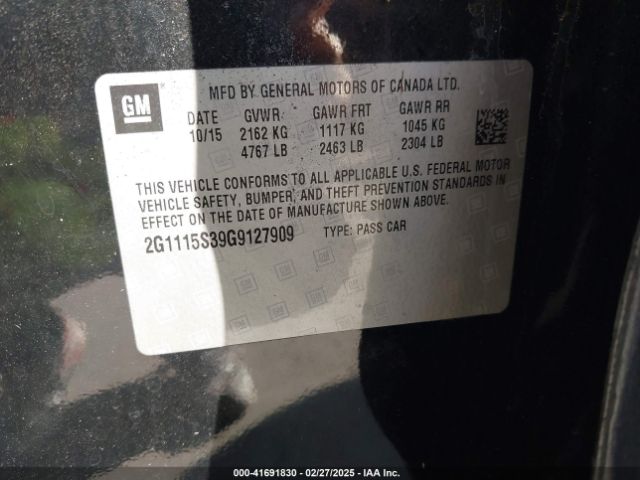 GM
MFD BY GENERAL MOTORS OF CANADA LTD.
DATE GVWR GAWR FRT GAWR RR
10/15 2162 KG 1117 KG 1045 KG
4767 LB 2463 LB 2304 LB
THIS VEHICLE CONFORMS TO ALL APPLICABLE U.S. FEDERAL MOTOR
VEHICLE SAFETY, BUMPER, AND THEFT PREVENTION STANDARDS IN
EFFECT ON THE DATE OF MANUFACTURE SHOWN ABOVE.
2G1115S39G9127909 TYPE: PASS CAR
000-41691830 - 02/27/2025 - IAA Inc.